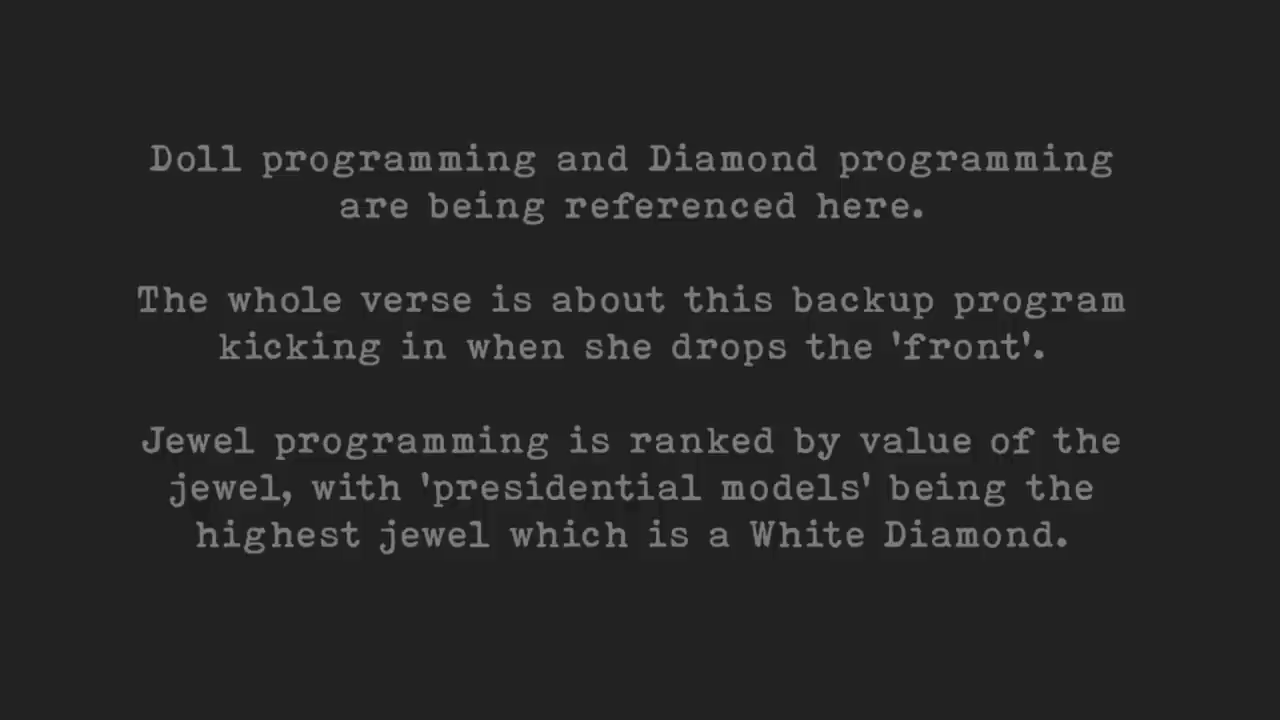 Doll programming and Diamond programming
are being referenced here.
The whole verse is about this backup program
kicking in when she drops the 'front'.
Jewel programming is ranked by value of the
jewel, with 'presidential models' being the
highest jewel which is a White Diamond.